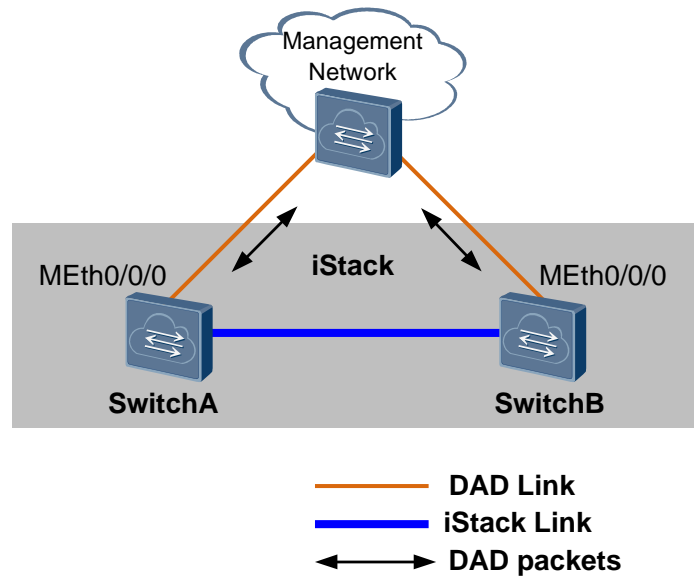 Management
Network
iStack
MEth0/0/0
MEth0/0/0
SwitchA
SwitchB
DAD Link
iStack Link
DAD packets